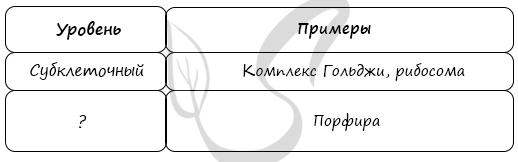 Уровень Примеры
Субклеточный Комплекс Гольджи, рибосома
? Порфира